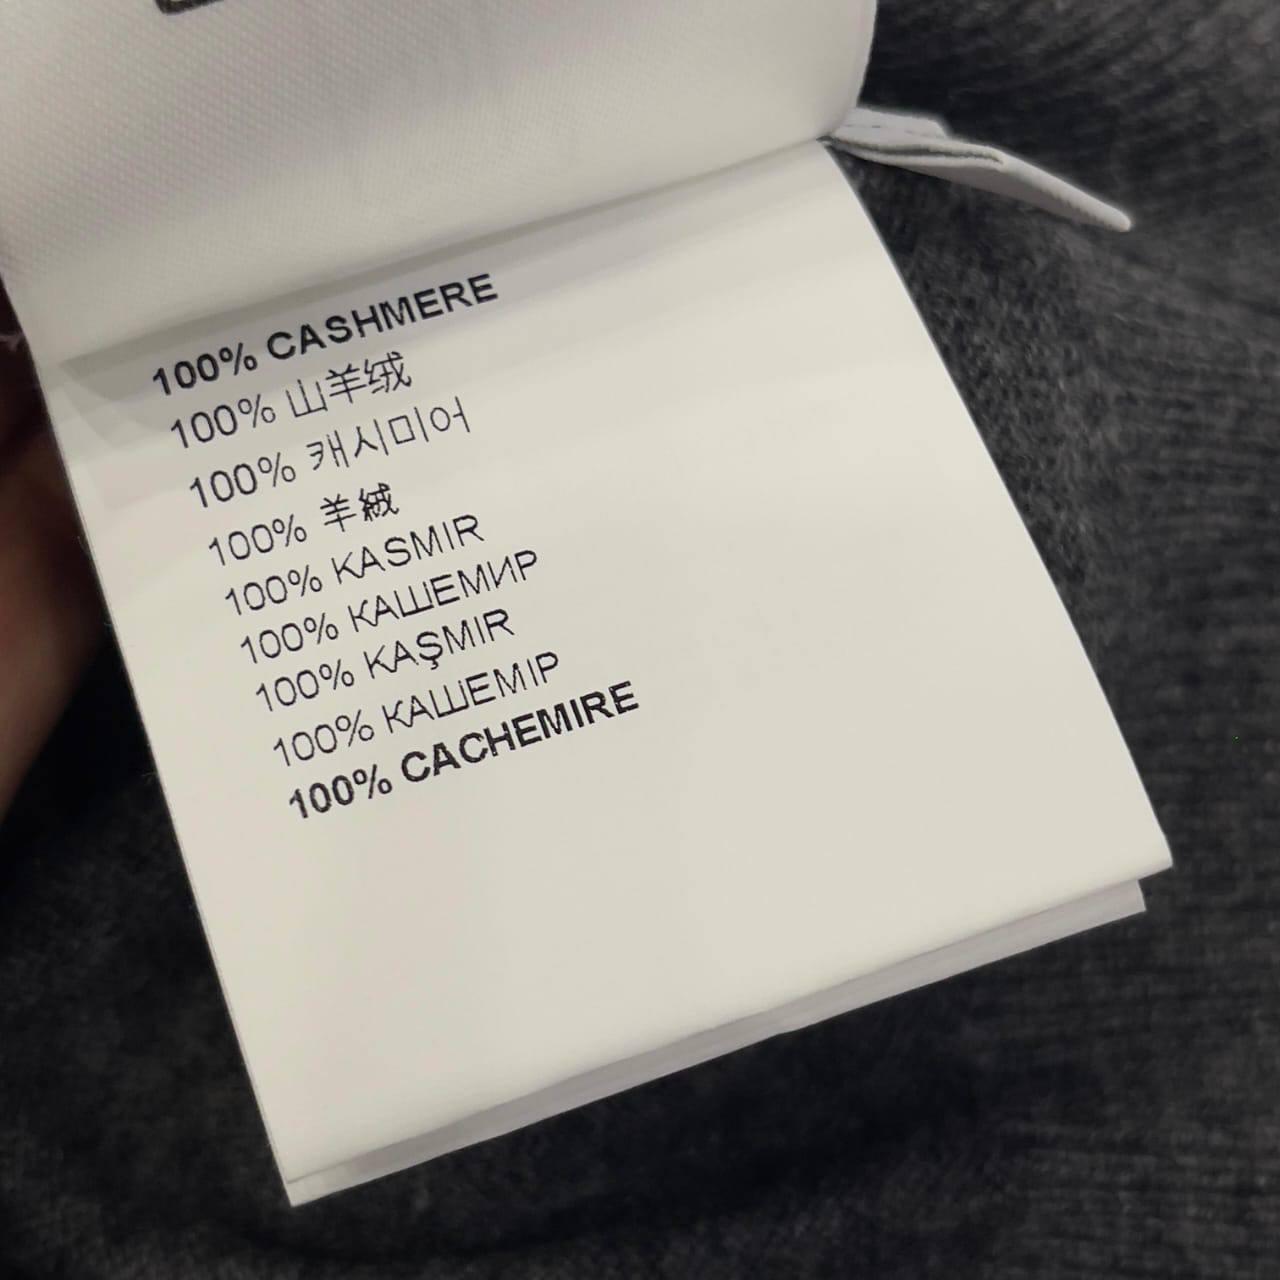 100% CASHMERE
100% 山羊绒
100% 캐시미어
100% 羊絨
100% KASMIR
100% КАШЕМИР
100% KAŞMIR
100% КАШЕМІР
100% CACHEMIRE